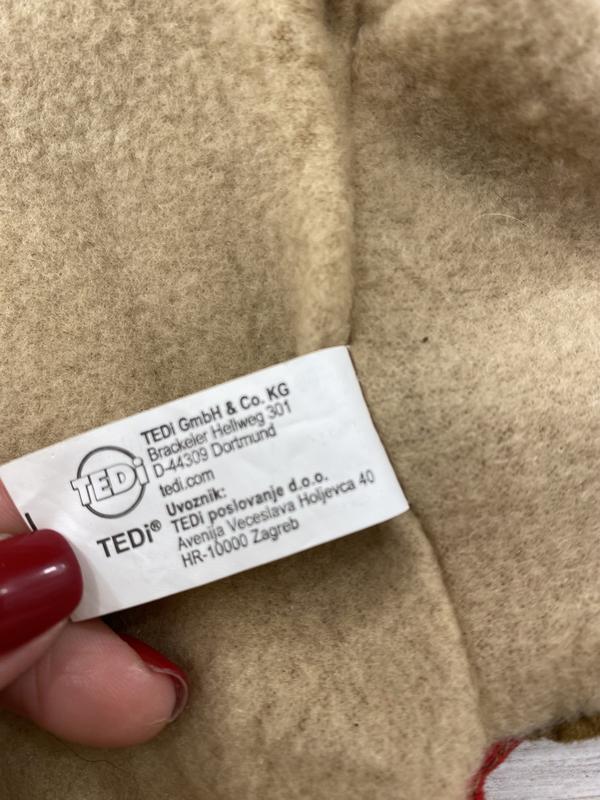 TEDi
TEDi®
TEDi GmbH & Co. KG
Brackeler Hellweg 301
D-44309 Dortmund
tedi.com
Uvoznik:
TEDi poslovanje d.o.o.
Avenija Veceslava Holjevca 40
HR-10000 Zagreb